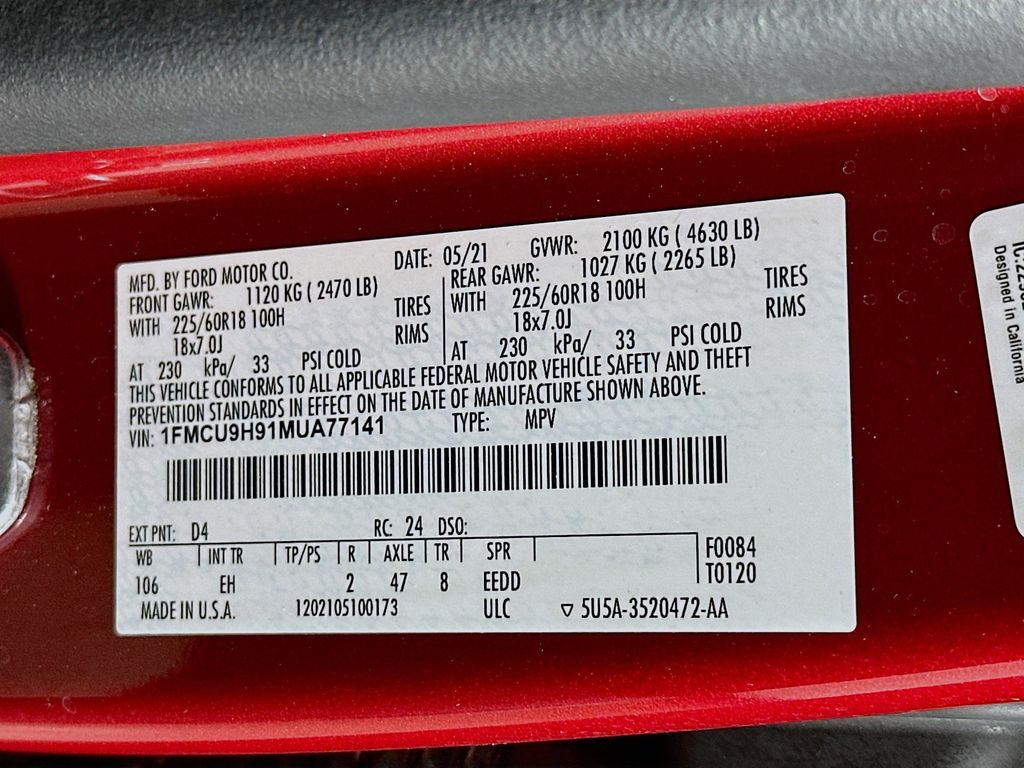 MFD. BY FORD MOTOR CO. DATE: 05/21 GVWR: 2100 KG ( 4630 LB)
FRONT GAWR: 1120 KG ( 2470 LB)
WITH 225/60R18 100H TIRES
18x7.0J RIMS
AT 230 kPa/ 33 PSI COLD
REAR GAWR: 1027 KG ( 2265 LB)
WITH 225/60R18 100H TIRES
18x7.0J RIMS
AT 230 kPa/ 33 PSI COLD
THIS VEHICLE CONFORMS TO ALL APPLICABLE FEDERAL MOTOR VEHICLE SAFETY AND THEFT
PREVENTION STANDARDS IN EFFECT ON THE DATE OF MANUFACTURE SHOWN ABOVE.
VIN: 1FMCU9H91MUA77141 TYPE: MPV
EXT PNT: D4 RC: 24 DSO:
WB INT TR TP/PS R AXLE TR SPR F0084
106 EH 2 47 8 EEDD T0120
MADE IN U.S.A. 1202105100173 ULC ▽ 5U5A-3520472-AA
Designed in California